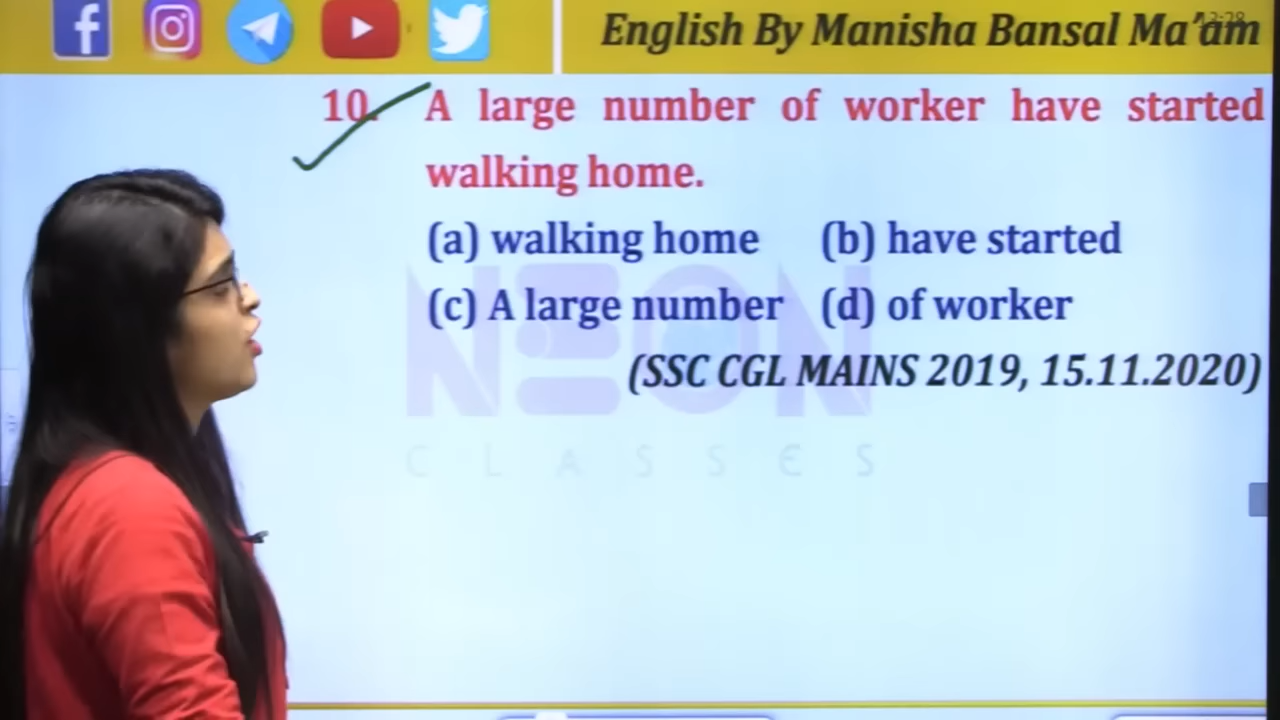 English By Manisha Bansal Ma'am
10. A large number of worker have started
walking home.
(a) walking home (b) have started
(c) A large number (d) of worker
(SSC CGL MAINS 2019, 15.11.2020)
NEON
CLASSES